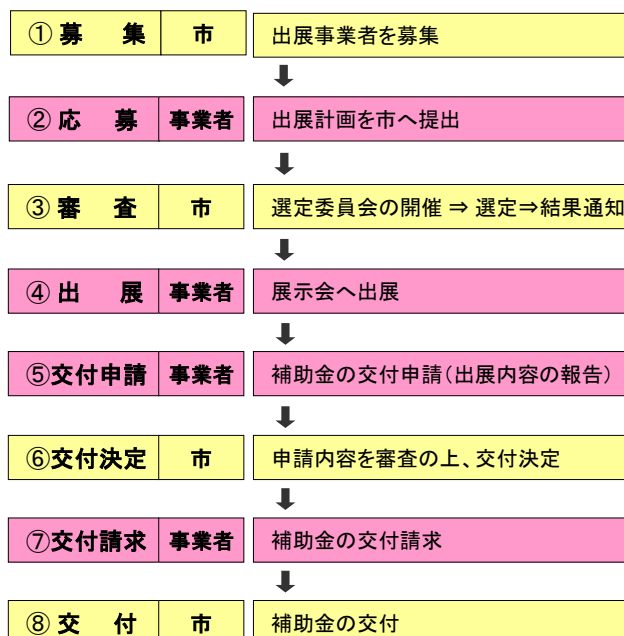 ① 募 集 市 出展事業者を募集
⬇
② 応 募 事業者 出展計画を市へ提出
⬇
③ 審 査 市 選定委員会の開催 ⇒ 選定⇒結果通知
⬇
④ 出 展 事業者 展示会へ出展
⬇
⑤交付申請 事業者 補助金の交付申請（出展内容の報告）
⬇
⑥交付決定 市 申請内容を審査の上、交付決定
⬇
⑦交付請求 事業者 補助金の交付請求
⬇
⑧ 交 付 市 補助金の交付